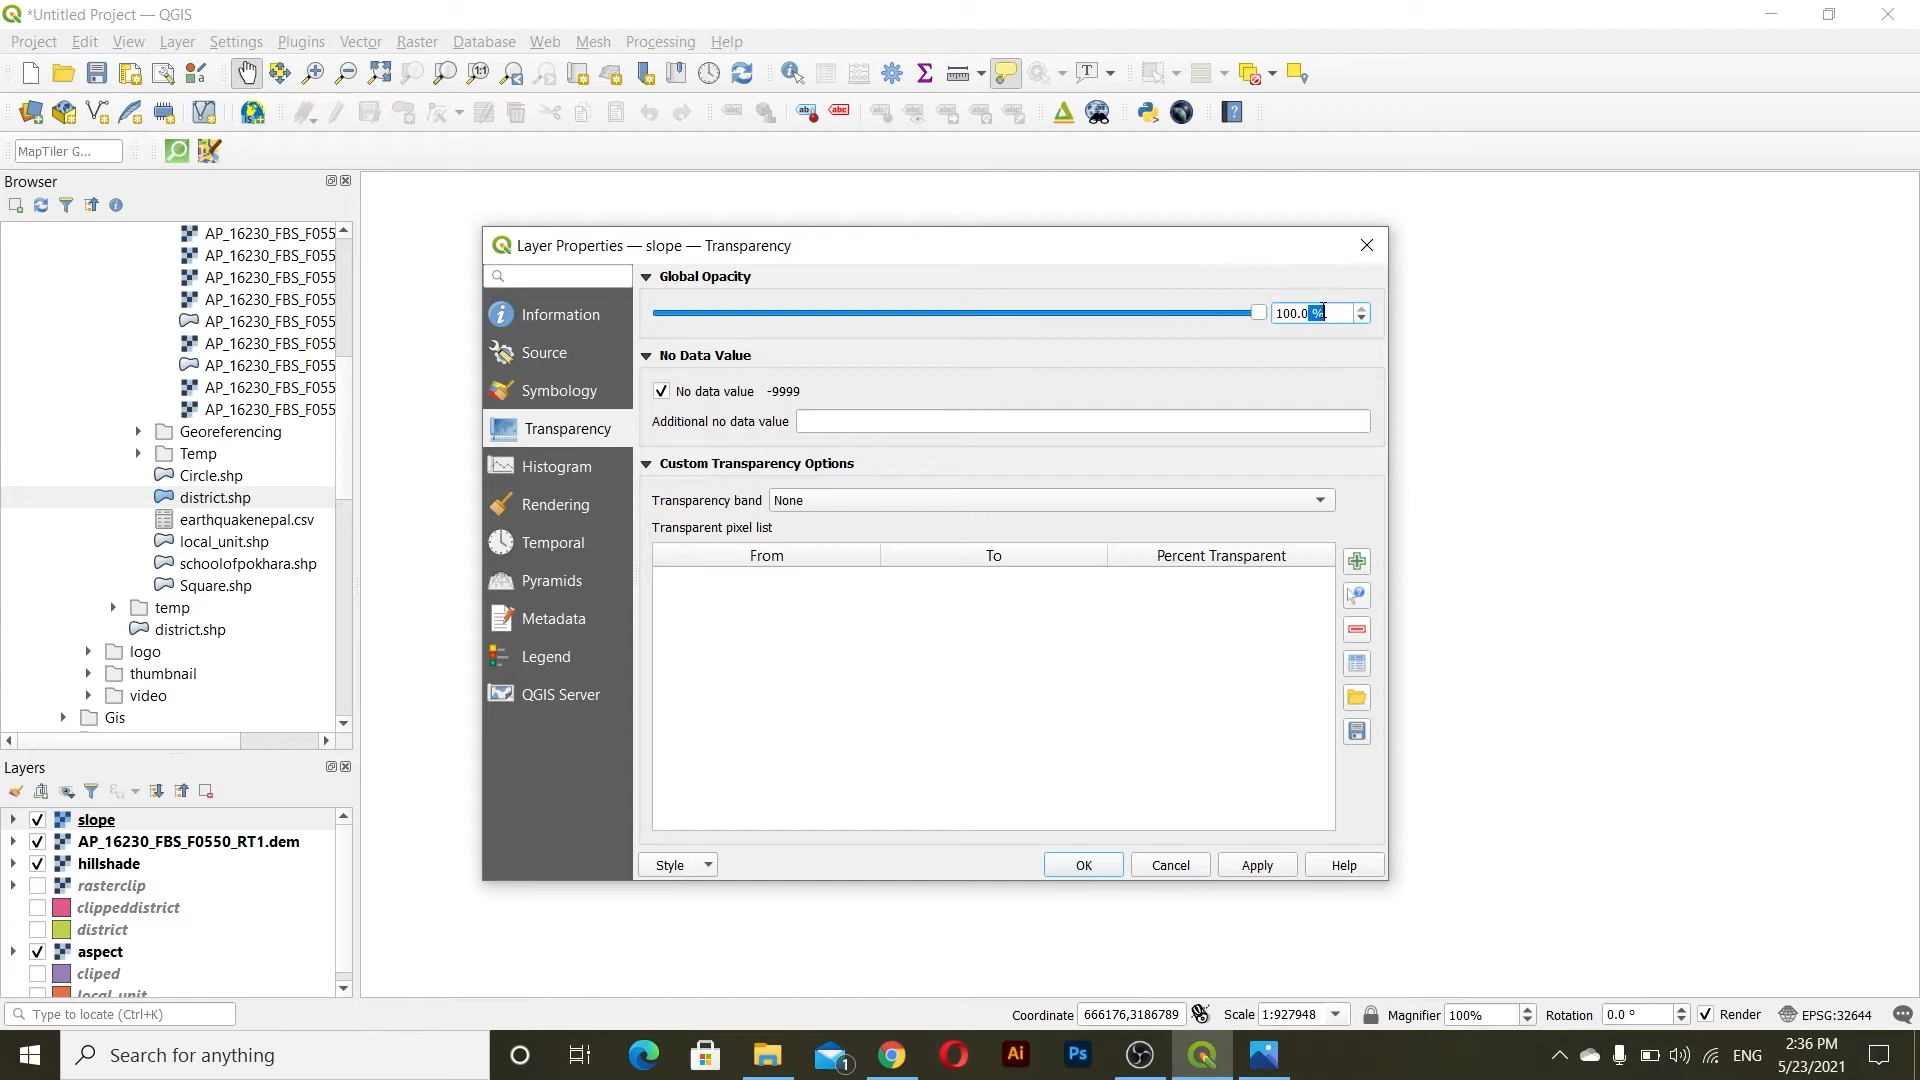 *Untitled Project — QGIS
Project Edit View Layer Settings Plugins Vector Raster Database Web Mesh Processing Help
MapTiler G...
Browser
AP_16230_FBS_F055
AP_16230_FBS_F055
AP_16230_FBS_F055
AP_16230_FBS_F055
AP_16230_FBS_F055
AP_16230_FBS_F055
AP_16230_FBS_F055
AP_16230_FBS_F055
AP_16230_FBS_F055
Georeferencing
Temp
Circle.shp
district.shp
earthquakenepal.csv
local_unit.shp
schoolofpokhara.shp
Square.shp
temp
district.shp
logo
thumbnail
video
Gis
Layers
slope
AP_16230_FBS_F0550_RT1.dem
hillshade
rasterclip
clippeddistrict
district
aspect
cliped
local_unit
Layer Properties — slope — Transparency
Information
Source
Symbology
Transparency
Histogram
Rendering
Temporal
Pyramids
Metadata
Legend
QGIS Server
Global Opacity
100.0 %
No Data Value
No data value -9999
Additional no data value
Custom Transparency Options
Transparency band None
Transparent pixel list
From To Percent Transparent
Style OK Cancel Apply Help
Type to locate (Ctrl+K) Coordinate 666176,3186789 Scale 1:927948 Magnifier 100% Rotation 0.0 ° Render EPSG:32644
Search for anything 1 Ai Ps ENG 2:36 PM
5/23/2021